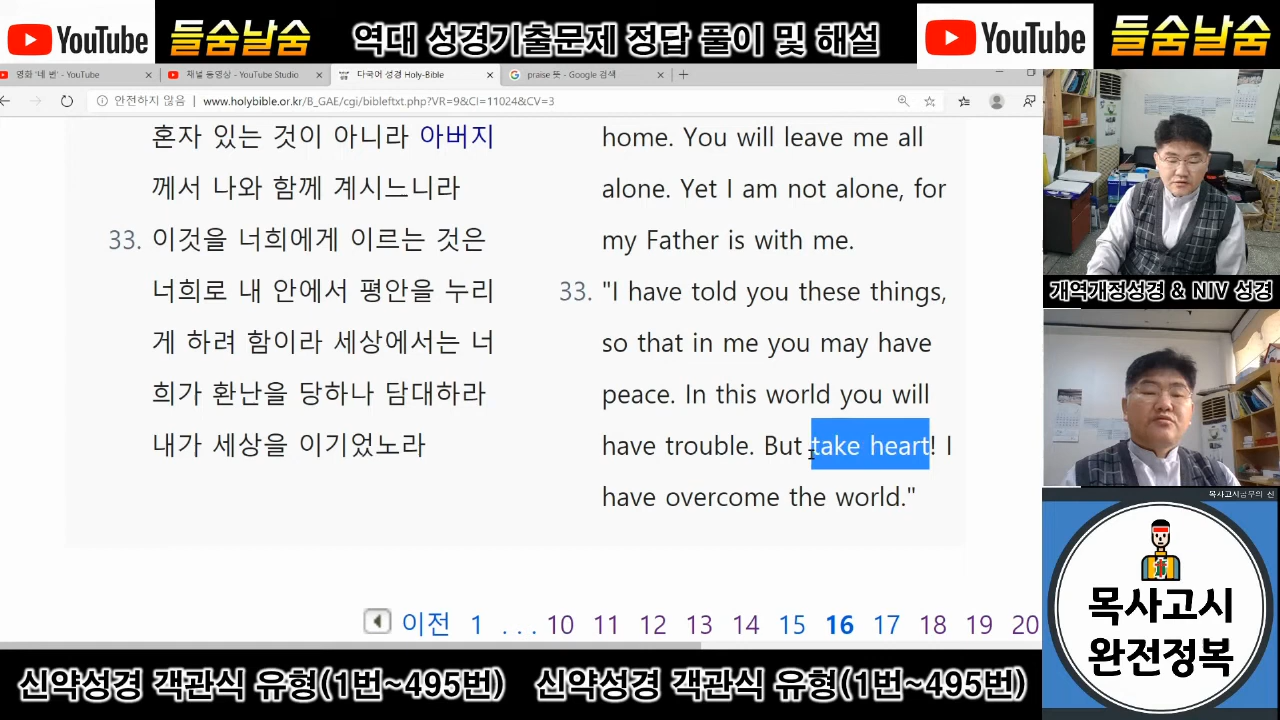 YouTube 들숨날숨 역대 성경기출문제 정답 풀이 및 해설 YouTube 들숨날숨
영화 '네 번' - YouTube 채널 동영상 - YouTube Studio 다국어 성경 Holy-Bible praise 뜻 - Google 검색
안전하지 않음 www.holybible.or.kr/B_GAE/cgi/bibleftxt.php?VR=9&CI=11024&CV=3
혼자 있는 것이 아니라 아버지
께서 나와 함께 계시느니라
33. 이것을 너희에게 이르는 것은
너희로 내 안에서 평안을 누리
게 하려 함이라 세상에서는 너
희가 환난을 당하나 담대하라
내가 세상을 이기었노라
home. You will leave me all
alone. Yet I am not alone, for
my Father is with me.
33. "I have told you these things,
so that in me you may have
peace. In this world you will
have trouble. But take heart! I
have overcome the world."
이전 1 ... 10 11 12 13 14 15 16 17 18 19 20
개역개정성경 & NIV 성경
목사고시공부의 신
목사고시
완전정복
신약성경 객관식 유형(1번~495번) 신약성경 객관식 유형(1번~495번)